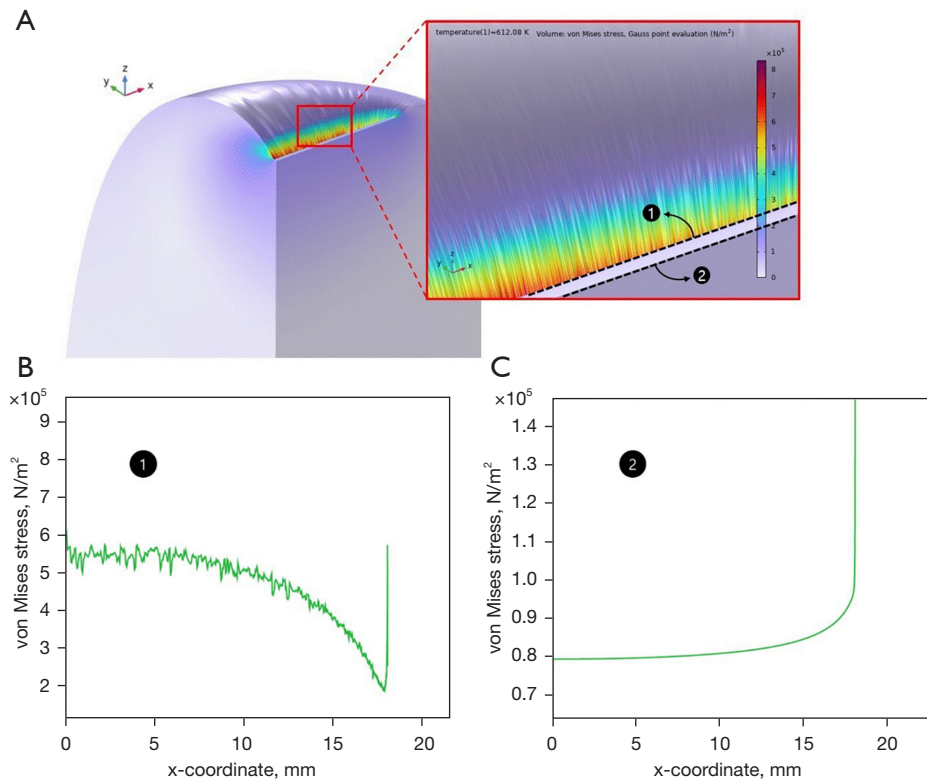 A
temperature(1)=612.08 K Volume: von Mises stress, Gauss point evaluation (N/m²)
×10⁵
8
7
6
5
4
3
2
1
0
z
y
x
z
y
x
1
2
B
C
×10⁵
9
8
7
6
5
4
3
2
von Mises stress, N/m²
1
0 5 10 15 20
x-coordinate, mm
×10⁵
1.4
1.3
1.2
1.1
1.0
0.9
0.8
0.7
von Mises stress, N/m²
2
0 5 10 15 20
x-coordinate, mm